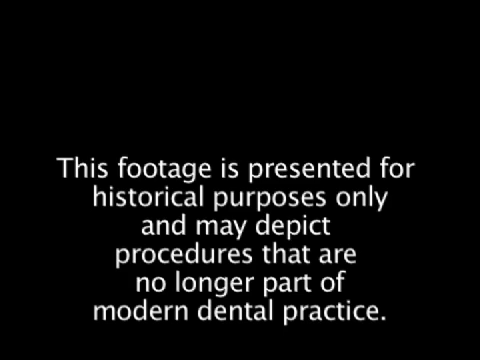 This footage is presented for
historical purposes only
and may depict
procedures that are
no longer part of
modern dental practice.